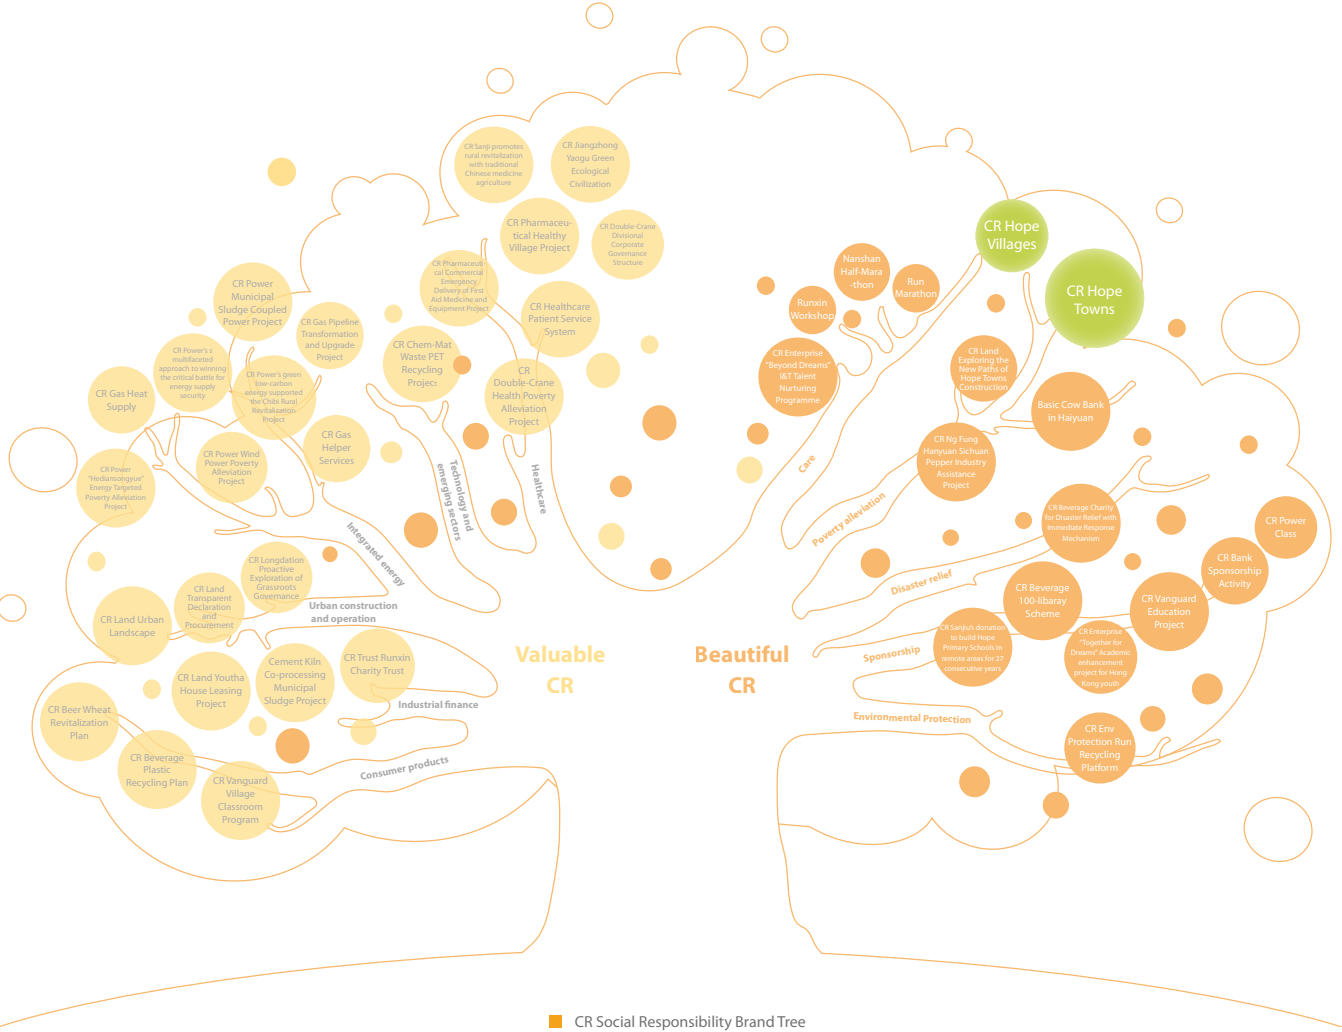 CR Sanji promotes
rural revitalization
with traditional
Chinese medicine
agriculture
CR Jiangzhong
Yaogu Green
Ecological
Civilization
CR Pharmaceu-
tical Healthy
Village Project
CR Double-Crane
Divisional
Corporate
Governance
Structure
CR Pharmaceuti-
cal Commercial
Emergency
Delivery of First
Aid Medicine and
Equipment Project
CR Healthcare
Patient Service
System
CR Power
Municipal
Sludge Coupled
Power Project
CR Gas Pipeline
Transformation
and Upgrade
Project
CR Chem-Mat
Waste PET
Recycling
Project
CR
Double-Crane
Health Poverty
Alleviation
Project
CR Power's s
multifaceted
approach to winning
the critical battle for
energy supply
security
CR Power's green
low-carbon
energy supported
the Chibi Rural
Revitalisation
Project
CR Gas Heat
Supply
CR Gas
Helper
Services
CR Power Wind
Power Poverty
Alleviation
Project
CR Power
"Hediansongyue"
Energy Targeted
Poverty Alleviation
Project
Technology and
emerging sectors
Healthcare
Integrated energy
CR Longdation
Proactive
Exploration of
Grassroots
Governance
CR Land
Transparent
Declaration
and
Procurement
CR Land Urban
Landscape
Urban construction
and operation
CR Land Youtha
House Leasing
Project
Cement Kiln
Co-processing
Municipal
Sludge Project
CR Trust Runxin
Charity Trust
Industrial finance
CR Beer Wheat
Revitalization
Plan
CR Beverage
Plastic
Recycling Plan
CR Vanguard
Village
Classroom
Program
Consumer products
Valuable
CR
Beautiful
CR
Nanshan
Half-Mara
-thon
Run
Marathon
Runxin
Workshop
CR Enterprise
"Beyond Dreams"
I&T Talent
Nurturing
Programme
Care
CR Hope
Villages
CR Hope
Towns
CR Land
Exploring the
New Paths of
Hope Towns
Construction
Basic Cow Bank
in Haiyuan
CR Ng Fung
Hanyuan Sichuan
Pepper Industry
Assistance
Project
Poverty alleviation
CR Beverage Charity
for Disaster Relief with
Immediate Response
Mechanism
Disaster relief
CR Power
Class
CR Bank
Sponsorship
Activity
CR Beverage
100-libaray
Scheme
CR Vanguard
Education
Project
CR Sanjiu's donation
to build Hope
Primary Schools in
remote areas for 27
consecutive years
CR Enterprise
"Together for
Dreams" Academic
enhancement
project for Hong
Kong youth
Sponsorship
Environmental Protection
CR Env
Protection Run
Recycling
Platform
CR Social Responsibility Brand Tree